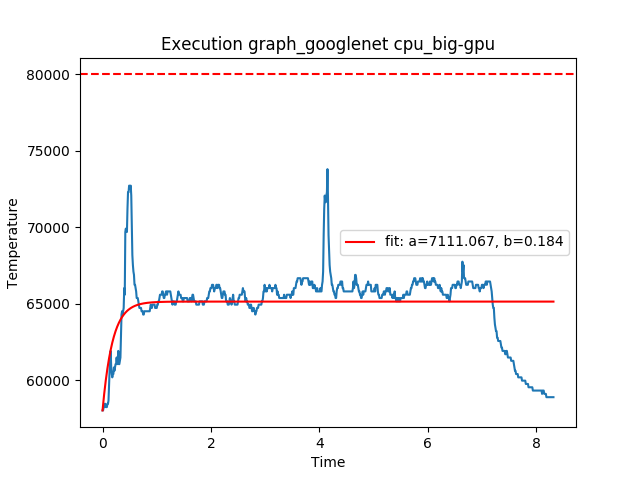 Execution graph_googlenet cpu_big-gpu
80000
75000
70000
65000
60000
Temperature
fit: a=7111.067, b=0.184
0 2 4 6 8
Time